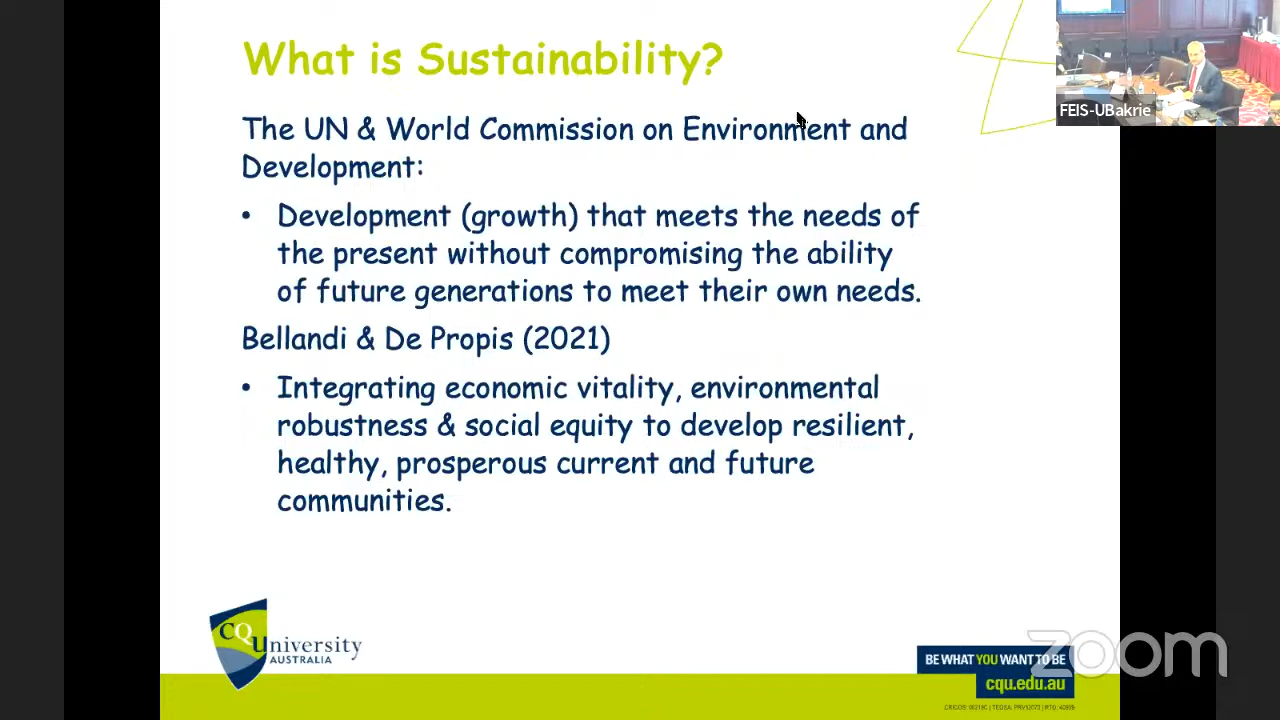 What is Sustainability?
FEIS-UBakrie
The UN & World Commission on Environment and
Development:
• Development (growth) that meets the needs of
the present without compromising the ability
of future generations to meet their own needs.
Bellandi & De Propis (2021)
• Integrating economic vitality, environmental
robustness & social equity to develop resilient,
healthy, prosperous current and future
communities.
CQUniversity
AUSTRALIA
BE WHAT YOU WANT TO BE
cqu.edu.au
zoom